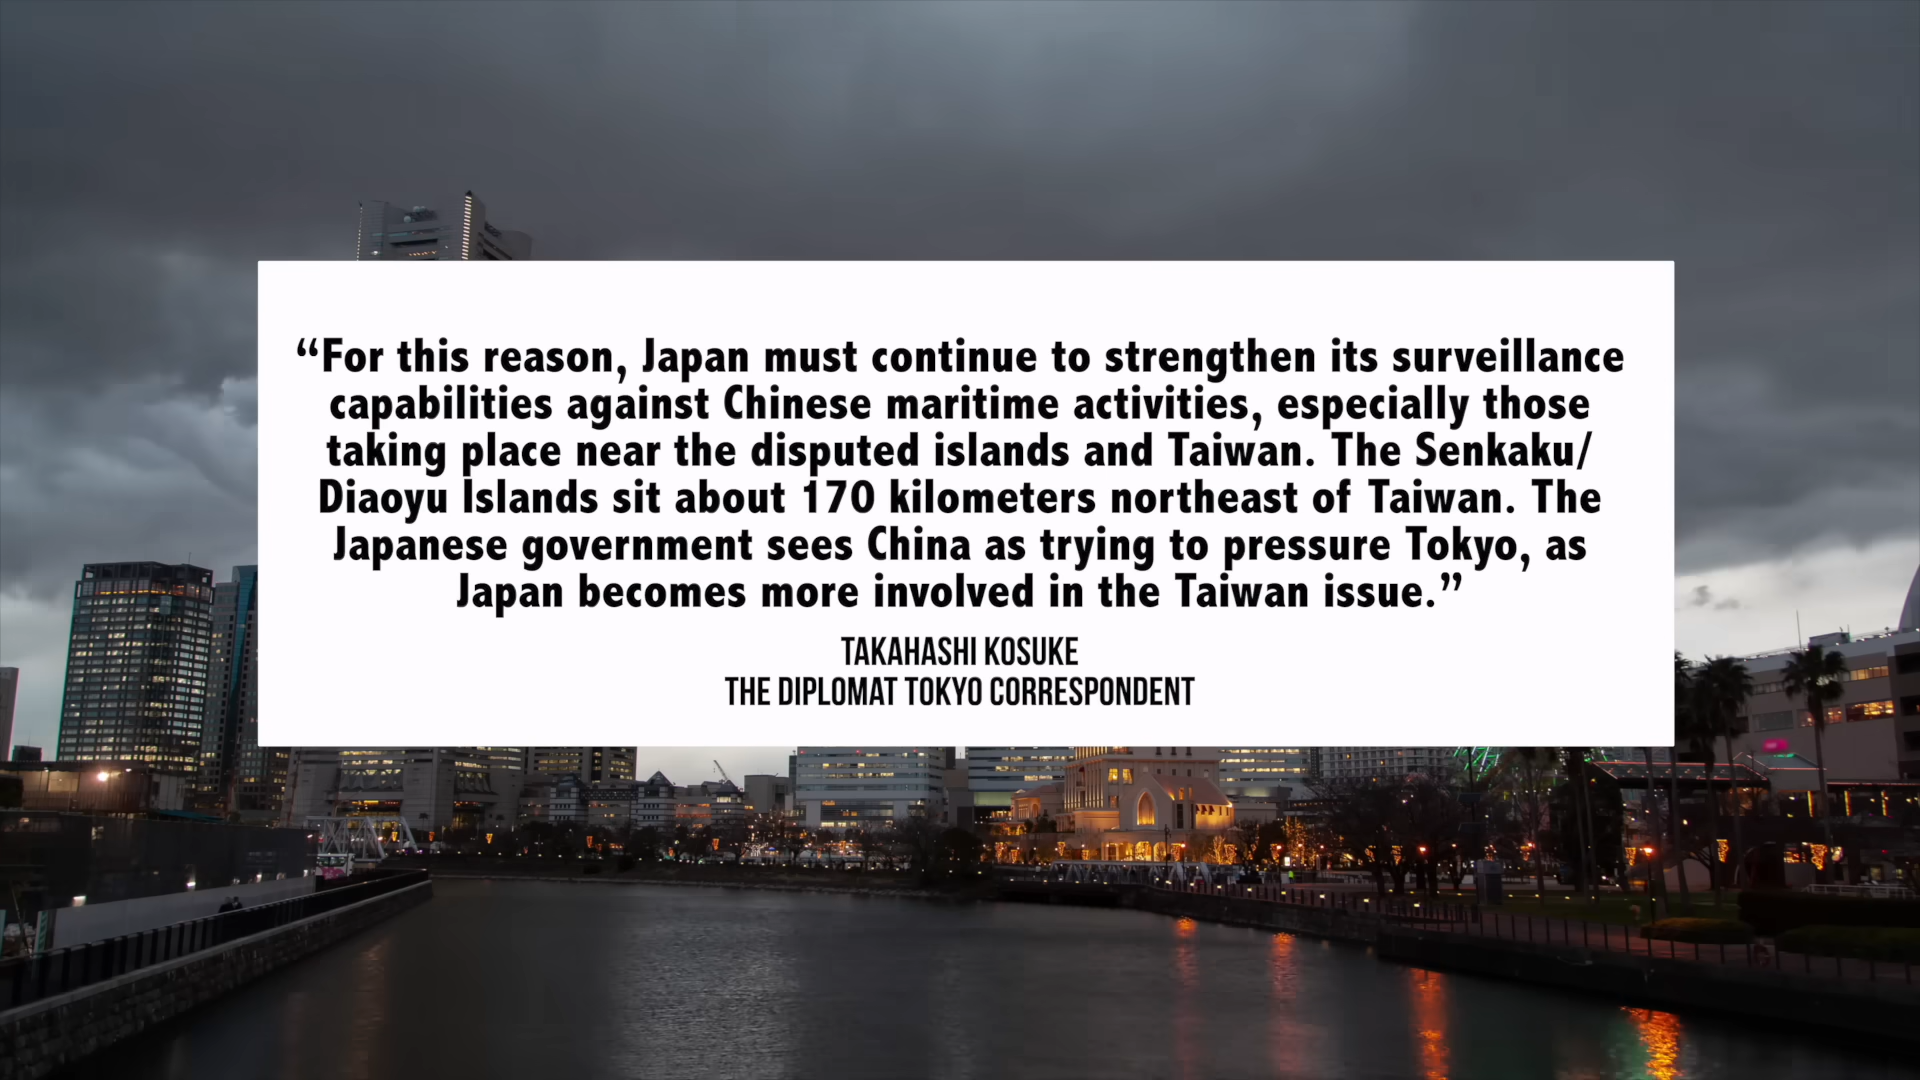 “For this reason, Japan must continue to strengthen its surveillance
capabilities against Chinese maritime activities, especially those
taking place near the disputed islands and Taiwan. The Senkaku/
Diaoyu Islands sit about 170 kilometers northeast of Taiwan. The
Japanese government sees China as trying to pressure Tokyo, as
Japan becomes more involved in the Taiwan issue.”
TAKAHASHI KOSUKE
THE DIPLOMAT TOKYO CORRESPONDENT